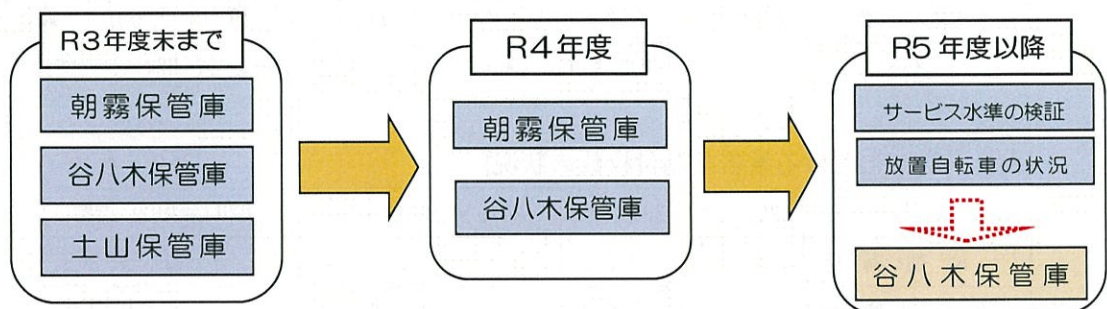 R3年度末まで
朝霧保管庫
谷八木保管庫
土山保管庫
R4年度
朝霧保管庫
谷八木保管庫
R5年度以降
サービス水準の検証
放置自転車の状況
谷八木保管庫